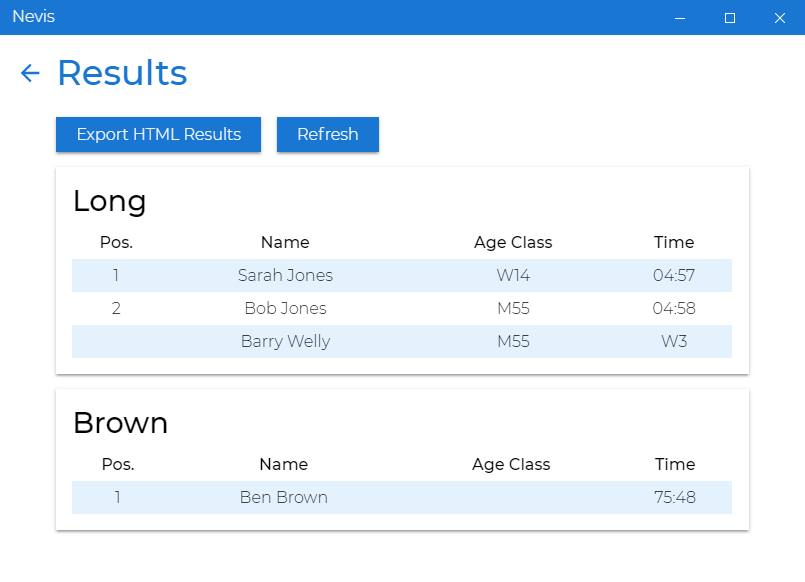 Nevis
Results
Export HTML Results Refresh
Long
Pos. Name Age Class Time
1 Sarah Jones W14 04:57
2 Bob Jones M55 04:58
Barry Welly M55 W3
Brown
Pos. Name Age Class Time
1 Ben Brown 75:48